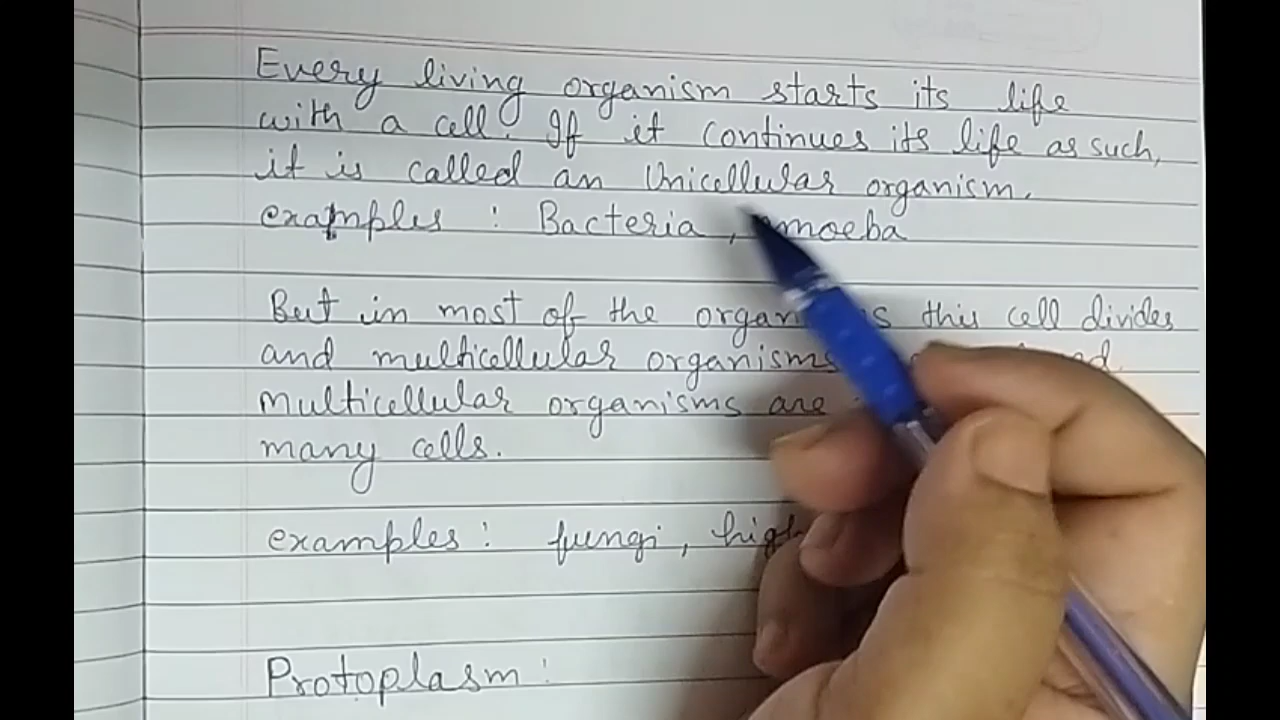 Every living organism starts its life
with a cell. If it continues its life as such,
it is called an Unicellular organism.
examples : Bacteria, amoeba
But in most of the organisms this cell divides
and multicellular organisms
multicellular organisms are
many cells.
examples : fungi,
Protoplasm :